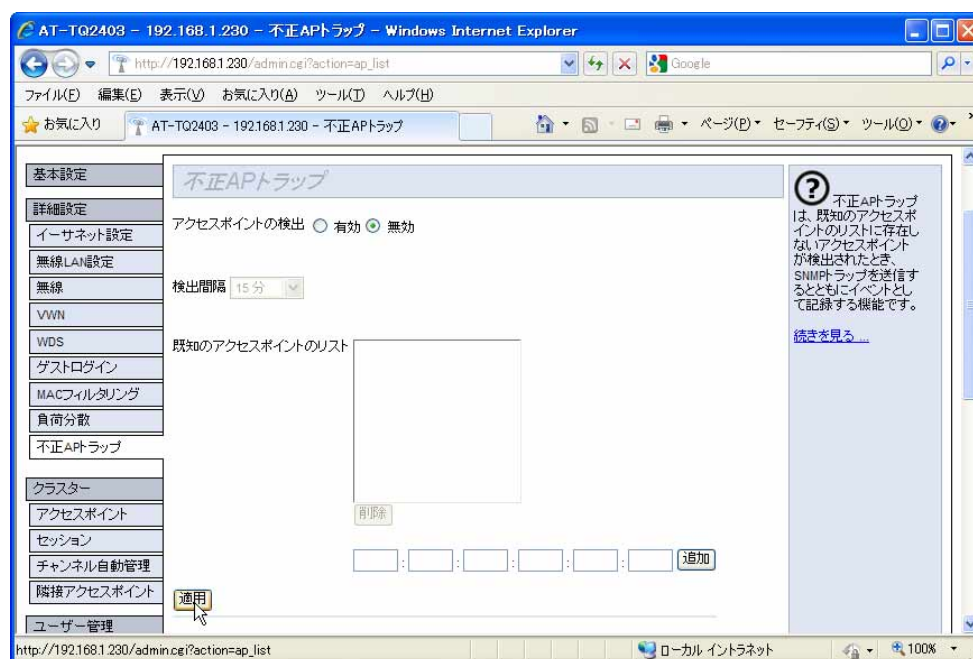 AT-TQ2403 - 192.168.1.230 - 不正APトラップ - Windows Internet Explorer
http://192.168.1.230/admin.cgi?action=ap_list
Google
ファイル(F) 編集(E) 表示(V) お気に入り(A) ツール(T) ヘルプ(H)
お気に入り
AT-TQ2403 - 192.168.1.230 - 不正APトラップ
ページ(P) セーフティ(S) ツール(O)
基本設定
詳細設定
イーサネット設定
無線LAN設定
無線
VWN
WDS
ゲストログイン
MACフィルタリング
負荷分散
不正APトラップ
クラスター
アクセスポイント
セッション
チャンネル自動管理
隣接アクセスポイント
ユーザー管理
不正APトラップ
アクセスポイントの検出 有効 無効
検出間隔 15 分
既知のアクセスポイントのリスト
削除
: : : : : 追加
適用
?
不正APトラップ
は、既知のアクセスポ
イントのリストに存在し
ないアクセスポイント
が検出されたとき、
SNMPトラップを送信す
るとともにイベントとし
て記録する機能です。
続きを見る ...
http://192.168.1.230/admin.cgi?action=ap_list
ローカル イントラネット
100%